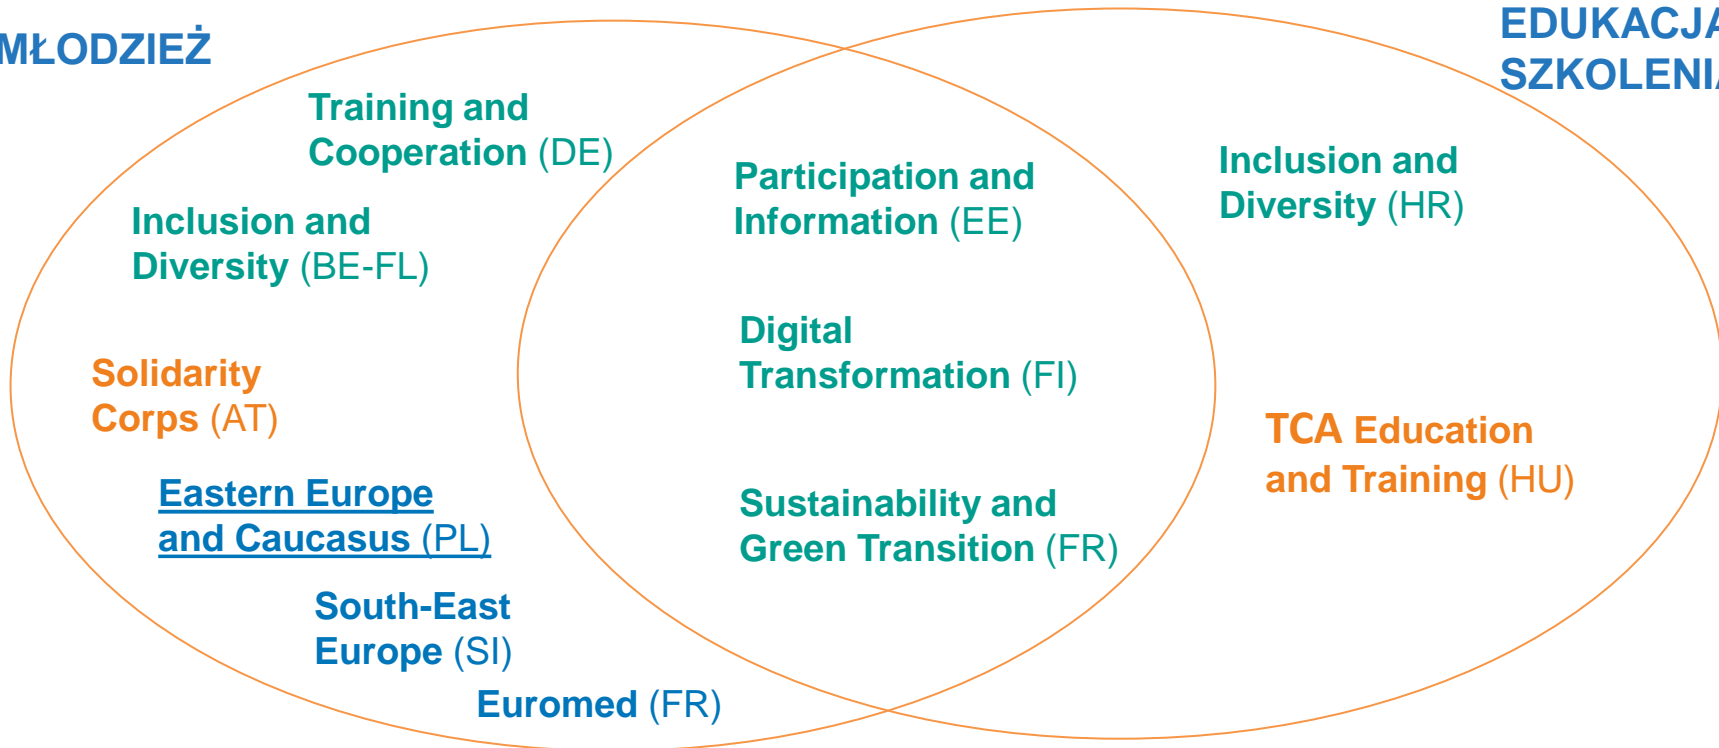 MŁODZIEŻ
EDUKACJA
SZKOLENIA
Training and
Cooperation (DE)
Inclusion and
Diversity (BE-FL)
Solidarity
Corps (AT)
Eastern Europe
and Caucasus (PL)
South-East
Europe (SI)
Euromed (FR)
Participation and
Information (EE)
Digital
Transformation (FI)
Sustainability and
Green Transition (FR)
Inclusion and
Diversity (HR)
TCA Education
and Training (HU)